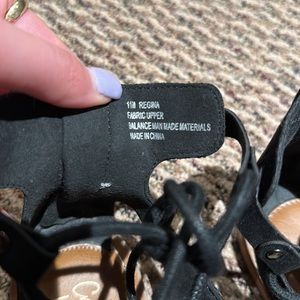 11M REGINA
FABRIC UPPER
BALANCE MAN MADE MATERIALS
MADE IN CHINA